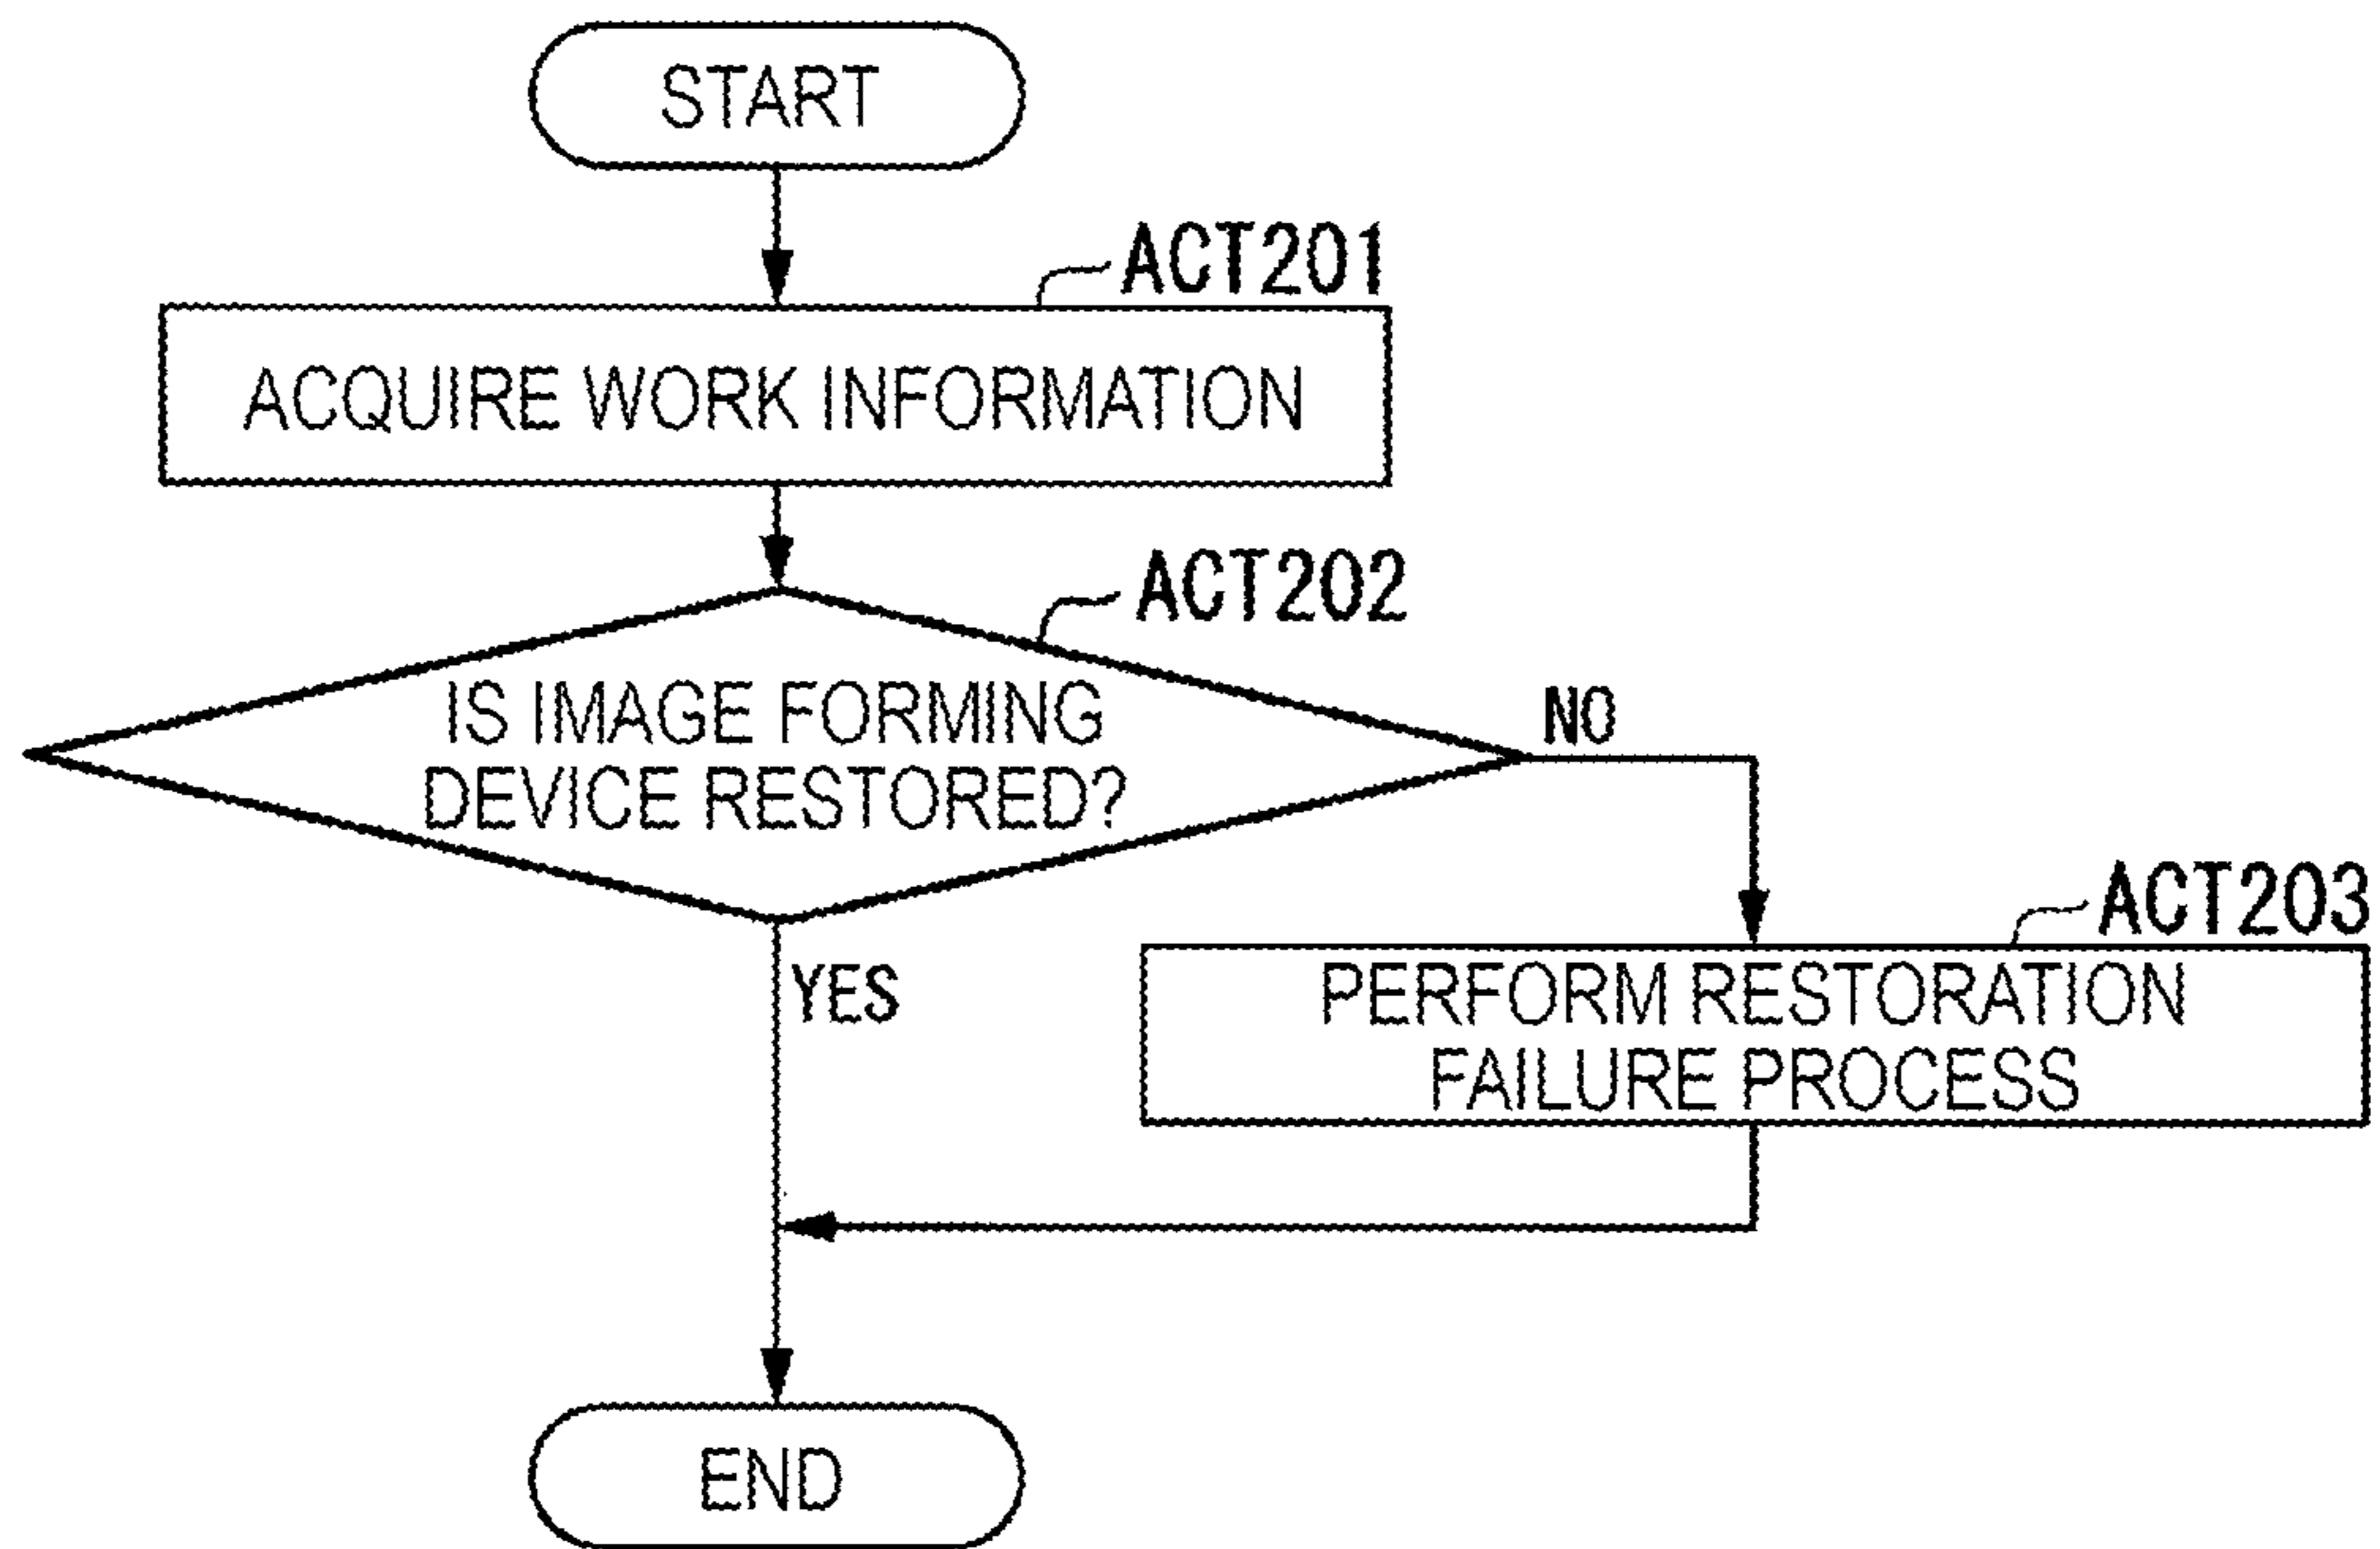 START
ACT201
ACQUIRE WORK INFORMATION
ACT202
IS IMAGE FORMING
DEVICE RESTORED?
NO
YES
ACT203
PERFORM RESTORATION
FAILURE PROCESS
END